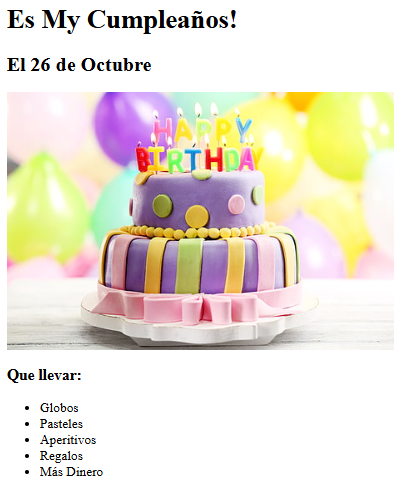 Es My Cumpleaños!
El 26 de Octubre
HAPPY
BIRTHDAY
Que llevar:
Globos
Pasteles
Aperitivos
Regalos
Más Dinero